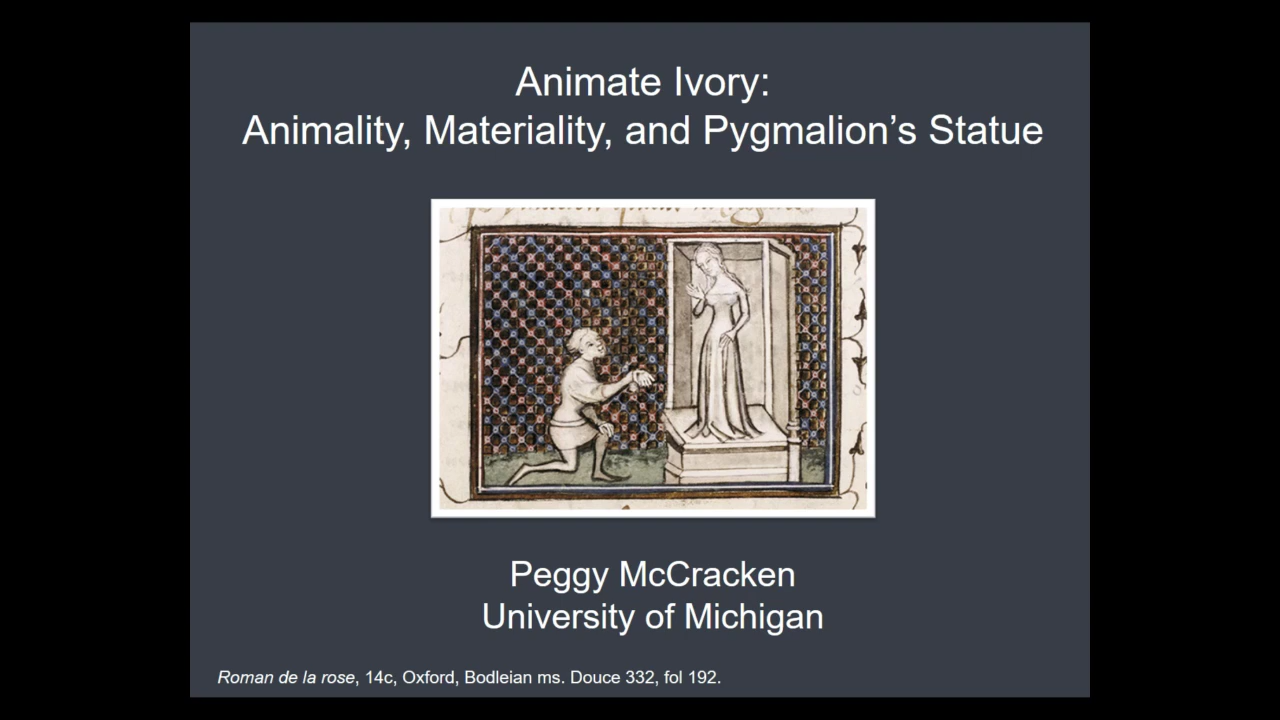 Animate Ivory:
Animality, Materiality, and Pygmalion’s Statue
Peggy McCracken
University of Michigan
Roman de la rose, 14c, Oxford, Bodleian ms. Douce 332, fol 192.